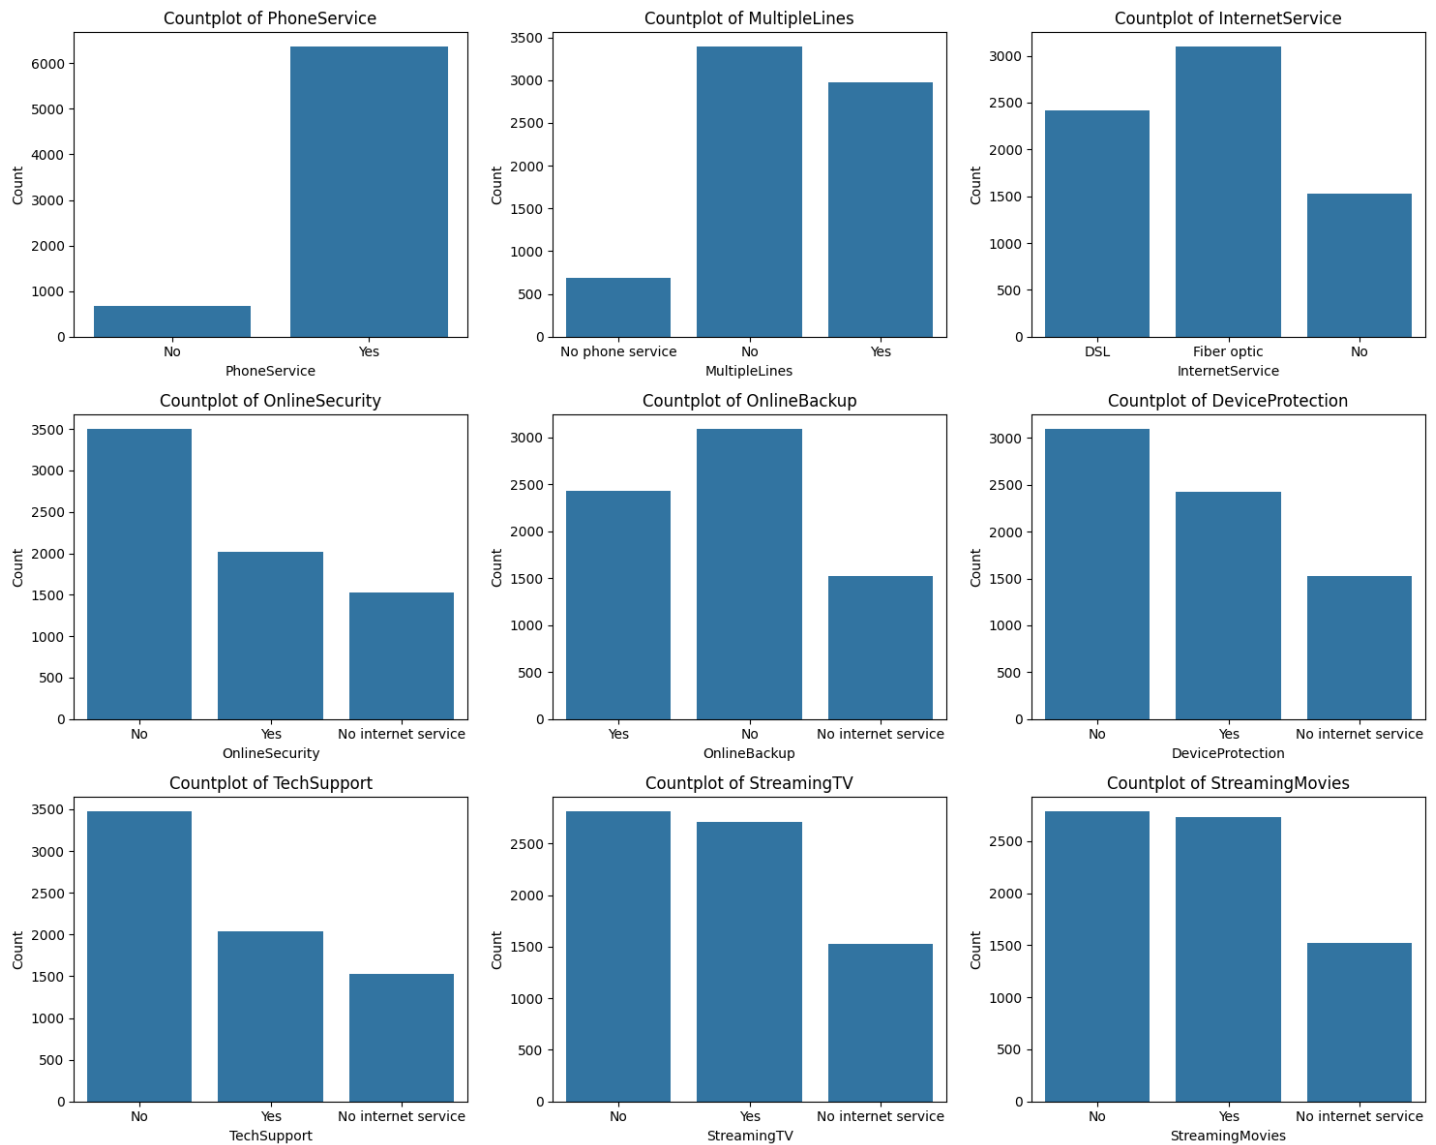 Countplot of PhoneService
Count
6000
5000
4000
3000
2000
1000
0
No
Yes
PhoneService
Countplot of MultipleLines
Count
3500
3000
2500
2000
1500
1000
500
0
No phone service
No
Yes
MultipleLines
Countplot of InternetService
Count
3000
2500
2000
1500
1000
500
0
DSL
Fiber optic
No
InternetService
Countplot of OnlineSecurity
Count
3500
3000
2500
2000
1500
1000
500
0
No
Yes
No internet service
OnlineSecurity
Countplot of OnlineBackup
Count
3000
2500
2000
1500
1000
500
0
Yes
No
No internet service
OnlineBackup
Countplot of DeviceProtection
Count
3000
2500
2000
1500
1000
500
0
No
Yes
No internet service
DeviceProtection
Countplot of TechSupport
Count
3500
3000
2500
2000
1500
1000
500
0
No
Yes
No internet service
TechSupport
Countplot of StreamingTV
Count
2500
2000
1500
1000
500
0
No
Yes
No internet service
StreamingTV
Countplot of StreamingMovies
Count
2500
2000
1500
1000
500
0
No
Yes
No internet service
StreamingMovies